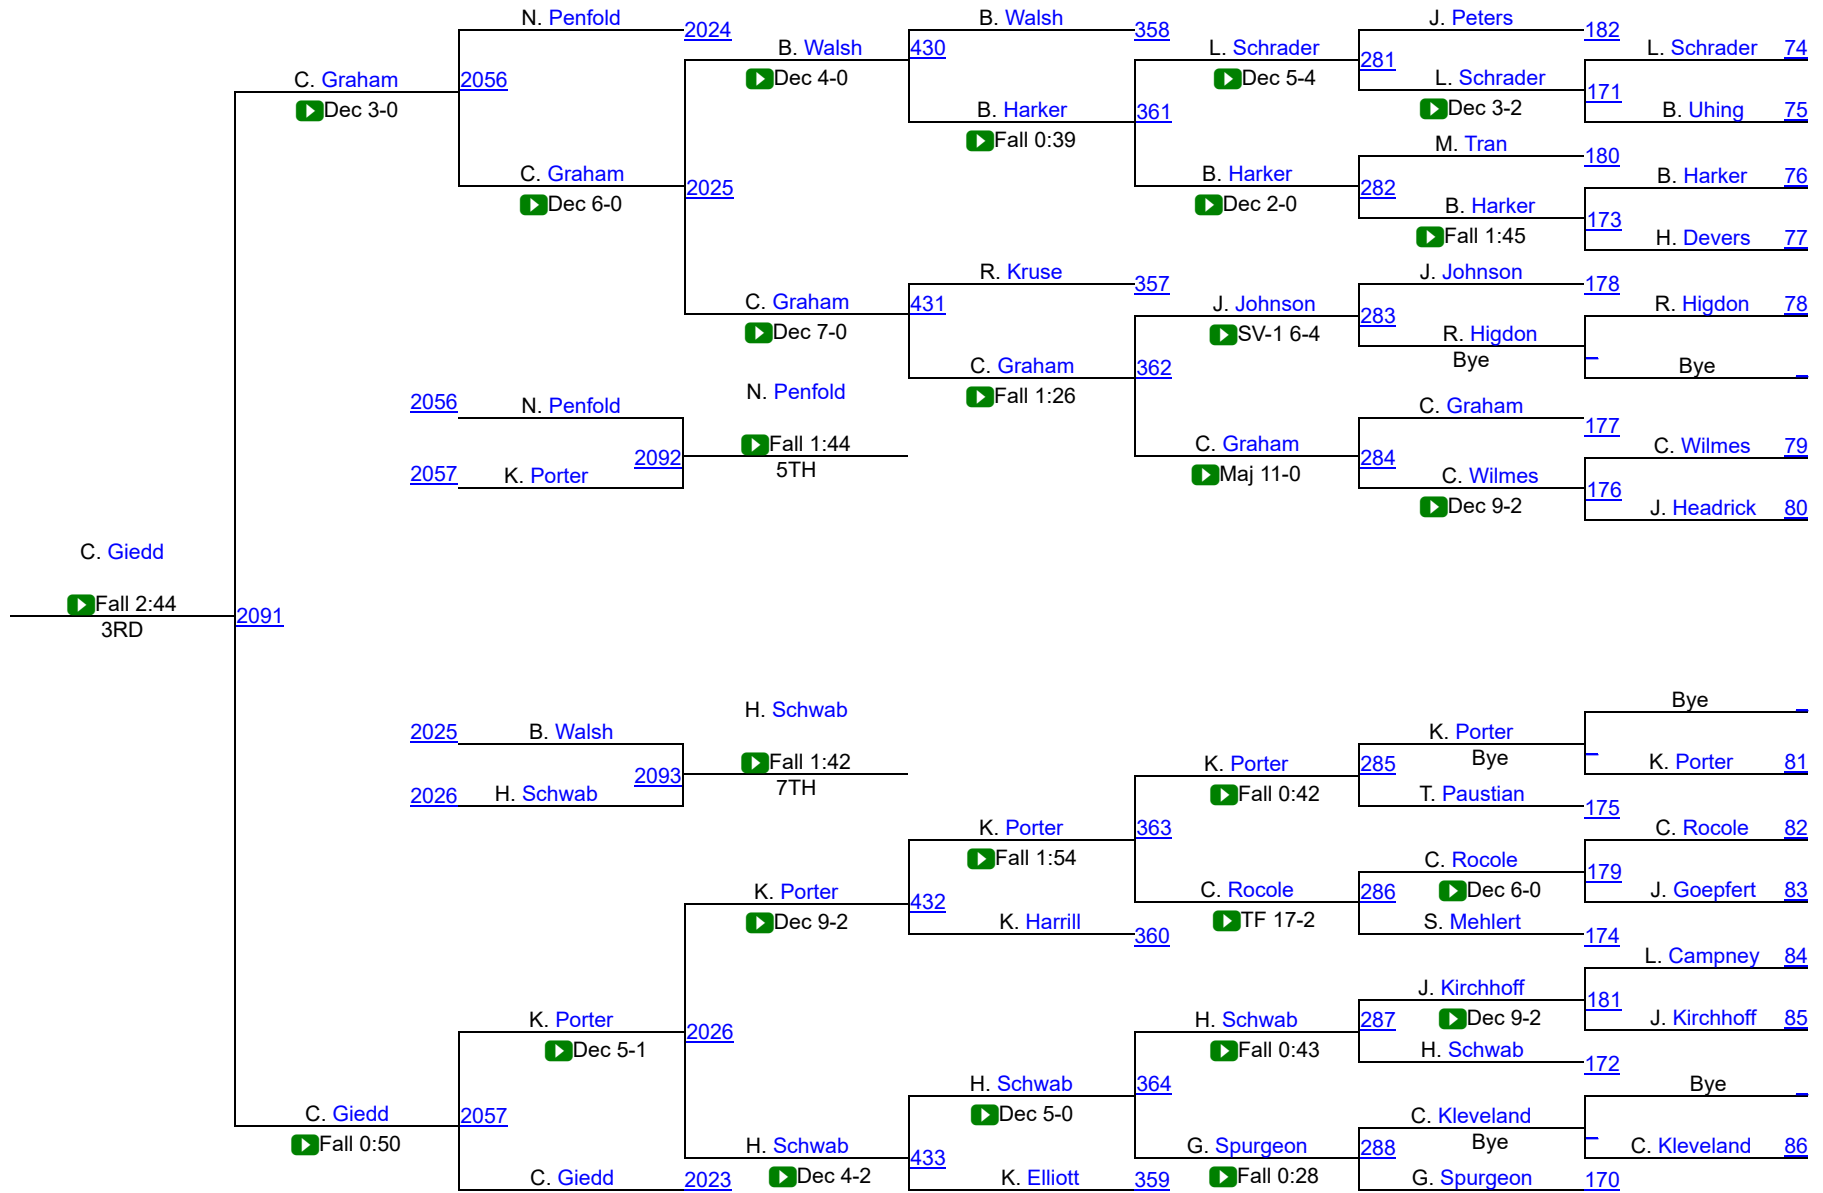 N. Penfold
2024
B. Walsh
358
J. Peters
182
L. Schrader 74
B. Walsh
430
L. Schrader
281
Dec 4-0
Dec 5-4
C. Graham
2056
L. Schrader
171
Dec 3-0
B. Harker
361
Dec 3-2
B. Uhing 75
Fall 0:39
M. Tran
180
C. Graham
2025
B. Harker
282
B. Harker 76
Dec 6-0
Dec 2-0
B. Harker
173
Fall 1:45
H. Devers 77
R. Kruse
357
J. Johnson
178
C. Graham
431
J. Johnson
283
R. Higdon 78
Dec 7-0
SV-1 6-4
R. Higdon
Bye
C. Graham
362
Bye
Fall 1:26
N. Penfold
2056
N. Penfold
C. Graham
177
Fall 1:44
2092
5TH
C. Graham
284
C. Wilmes 79
2057
K. Porter
Maj 11-0
C. Wilmes
176
Dec 9-2
J. Headrick 80
C. Giedd
Fall 2:44
2091
3RD
H. Schwab
Bye
2025
B. Walsh
K. Porter
Bye
Fall 1:42
2093
7TH
K. Porter
285
K. Porter 81
2026
H. Schwab
Fall 0:42
T. Paustian
175
K. Porter
363
C. Rocole 82
Fall 1:54
C. Rocole
179
K. Porter
432
C. Rocole
286
Dec 6-0
J. Goepfert 83
Dec 9-2
K. Harrill
360
TF 17-2
S. Mehlert
174
L. Campney 84
J. Kirchhoff
181
K. Porter
2026
H. Schwab
287
Dec 9-2
J. Kirchhoff 85
Dec 5-1
Fall 0:43
H. Schwab
172
H. Schwab
364
Bye
C. Giedd
2057
Dec 5-0
C. Kleveland
Bye
Fall 0:50
H. Schwab
433
G. Spurgeon
288
C. Kleveland 86
C. Giedd
2023
Dec 4-2
K. Elliott
359
Fall 0:28
G. Spurgeon
170